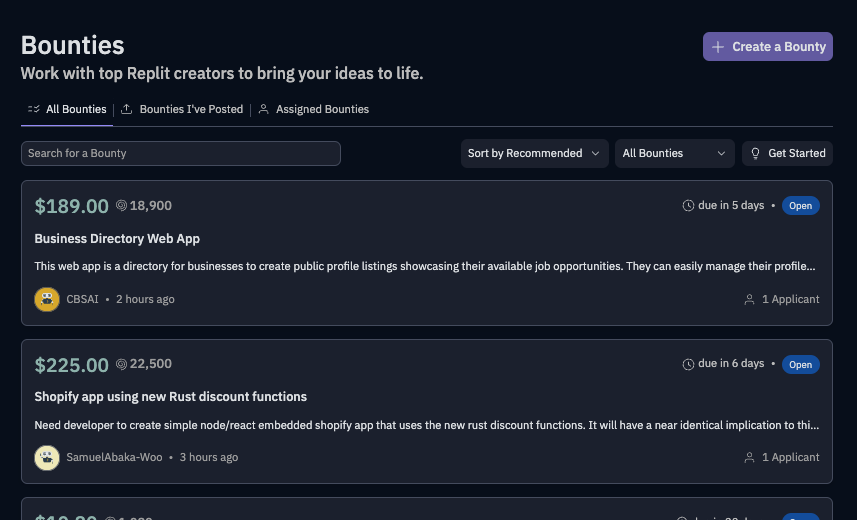 Bounties
Create a Bounty
Work with top Replit creators to bring your ideas to life.
All Bounties
Bounties I've Posted
Assigned Bounties
Search for a Bounty
Sort by Recommended
All Bounties
Get Started
$189.00 18,900
due in 5 days • Open
Business Directory Web App
This web app is a directory for businesses to create public profile listings showcasing their available job opportunities. They can easily manage their profile...
CBSAI • 2 hours ago
1 Applicant
$225.00 22,500
due in 6 days • Open
Shopify app using new Rust discount functions
Need developer to create simple node/react embedded shopify app that uses the new rust discount functions. It will have a near identical implication to thi...
SamuelAbaka-Woo • 3 hours ago
1 Applicant